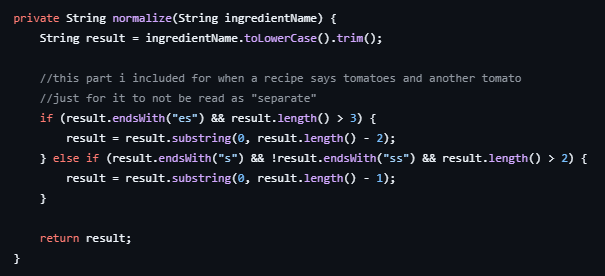 private String normalize(String ingredientName) {
    String result = ingredientName.toLowerCase().trim();

    //this part i included for when a recipe says tomatoes and another tomato
    //just for it to not be read as "separate"
    if (result.endsWith("es") && result.length() > 3) {
        result = result.substring(0, result.length() - 2);
    } else if (result.endsWith("s") && !result.endsWith("ss") && result.length() > 2) {
        result = result.substring(0, result.length() - 1);
    }

    return result;
}